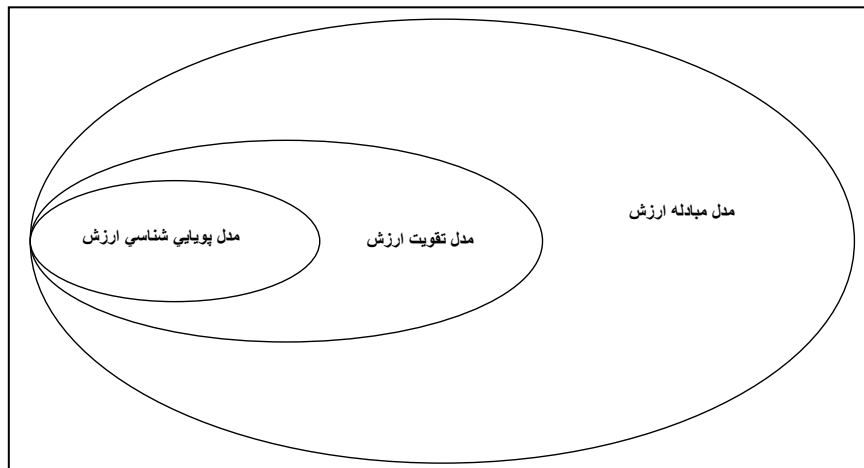 مدل مبادله ارزش
مدل تقويت ارزش
مدل پويايي شناسي ارزش